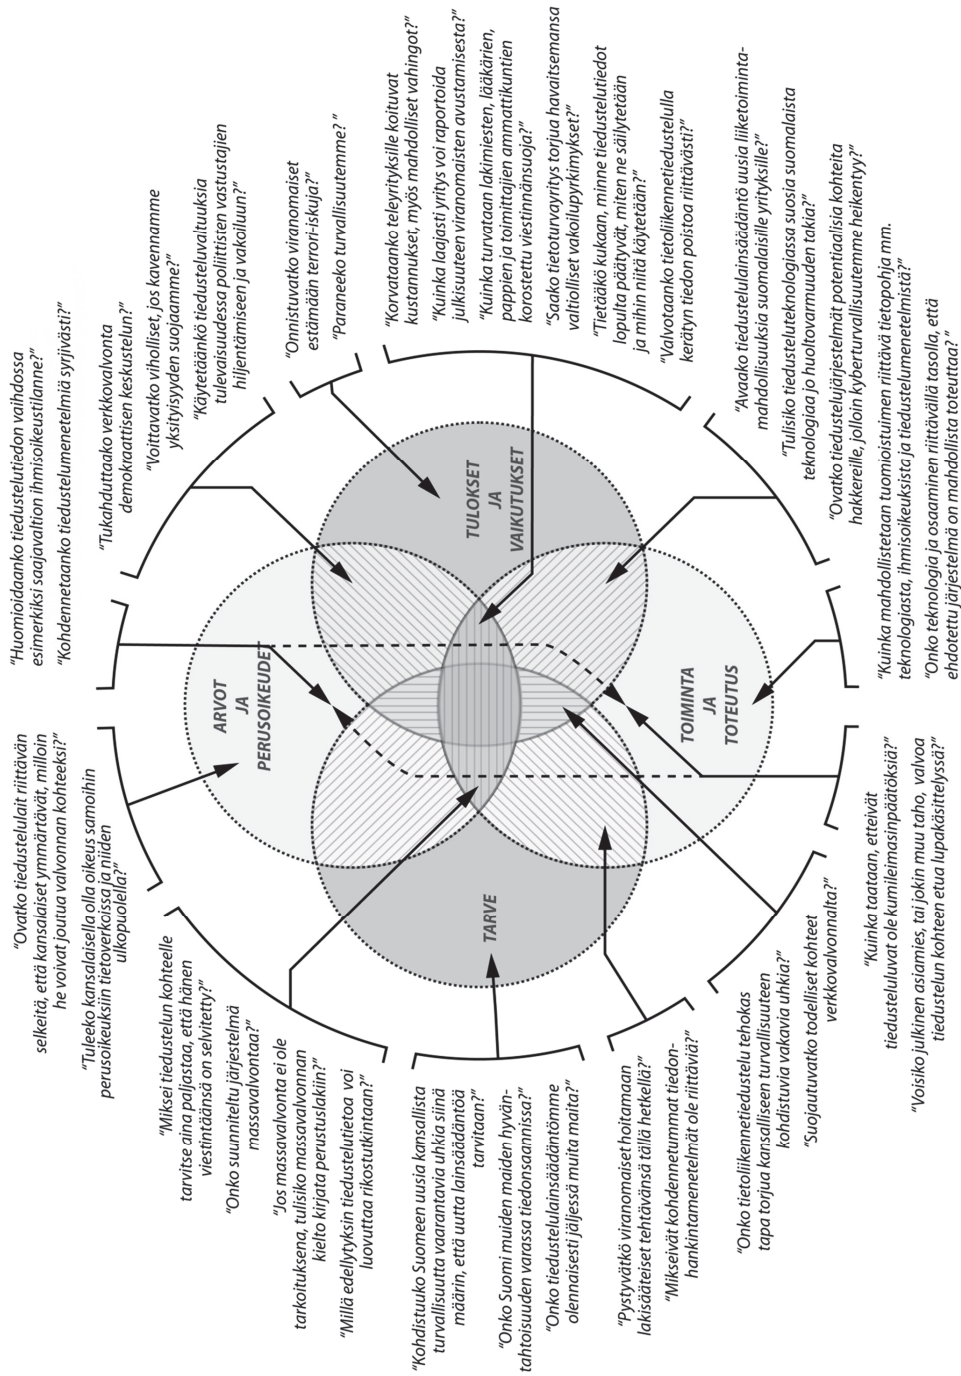 “Huomioidaanko tiedustelutiedon vaihdossa
esimerkiksi saajavaltion ihmisoikeustilanne?”
“Kohdennetaanko tiedustelumenetelmiä syrjivästi?”
“Tukahduttaako verkkovalvonta
demokraattisen keskustelun?”
“Voittavatko viholliset, jos kavennamme
yksityisyyden suojaamme?”
“Käytetäänkö tiedusteluvaltuuksia
tulevaisuudessa poliittisten vastustajien
hiljentämiseen ja vakoiluun?”
“Onnistuvatko viranomaiset
estämään terrori-iskuja?”
“Paraneeko turvallisuutemme? ”
“Korvataanko teleyrityksille koituvat
kustannukset, myös mahdolliset vahingot?”
“Kuinka laajasti yritys voi raportoida
julkisuuteen viranomaisten avustamisesta?”
“Kuinka turvataan lakimiesten, lääkärien,
pappien ja toimittajien ammattikuntien
korostettu viestinnänsuoja?”
“Saako tietoturvayritys torjua havaitsemansa
valtiolliset vakoilupyrkimykset?”
“Tietääkö kukaan, minne tiedustelutiedot
lopulta päätyvät, miten ne säilytetään
ja mihin niitä käytetään?”
“Valvotaanko tietoliikennetiedustelulla
kerätyn tiedon poistoa riittävästi?”
“Avaako tiedustelulainsäädäntö uusia liiketoiminta-
mahdollisuuksia suomalaisille yrityksille?”
“Tulisiko tiedusteluteknologiassa suosia suomalaista
teknologiaa jo huoltovarmuuden takia?”
“Ovatko tiedustelujärjestelmät potentiaalisia kohteita
hakkereille, jolloin kyberturvallisuutemme heikentyy?”
“Kuinka mahdollistetaan tuomioistuimen riittävä tietopohja mm.
teknologiasta, ihmisoikeuksista ja tiedustelumenetelmistä?”
“Onko teknologia ja osaaminen riittävällä tasolla, että
ehdotettu järjestelmä on mahdollista toteuttaa?”
ARVOT
JA
PERUSOIKEUDET
TULOKSET
JA
VAIKUTUKSET
TARVE
TOIMINTA
JA
TOTEUTUS
“Ovatko tiedustelulait riittävän
selkeitä, että kansalaiset ymmärtävät, milloin
he voivat joutua valvonnan kohteeksi?”
“Tuleeko kansalaisella olla oikeus samoihin
perusoikeuksiin tietoverkoissa ja niiden
ulkopuolella?”
“Miksei tiedustelun kohteelle
tarvitse aina paljastaa, että hänen
viestintäänsä on selvitetty?”
“Onko suunniteltu järjestelmä
massavalvontaa?”
“Jos massavalvonta ei ole
tarkoituksena, tulisiko massavalvonnan
kielto kirjata perustuslakiin?”
“Millä edellytyksin tiedustelutietoa voi
luovuttaa rikostutkintaan?”
“Kohdistuuko Suomeen uusia kansallista
turvallisuutta vaarantavia uhkia siinä
määrin, että uutta lainsäädäntöä
tarvitaan?”
“Onko Suomi muiden maiden hyvän-
tahtoisuuden varassa tiedonsaannissa?”
“Onko tiedustelulainsäädäntömme
olennaisesti jäljessä muita maita?”
“Pystyvätkö viranomaiset hoitamaan
lakisääteiset tehtävänsä tällä hetkellä?”
“Mikseivät kohdennetummat tiedon-
hankintamenetelmät ole riittäviä?”
“Onko tietoliikennetiedustelu tehokas
tapa torjua kansalliseen turvallisuuteen
kohdistuvia vakavia uhkia?”
“Suojautuvatko todelliset kohteet
verkkovalvonnalta?”
“Kuinka taataan, etteivät
tiedusteluluvat ole kumileimasinpäätöksiä?”
“Voisiko julkinen asiamies, tai jokin muu taho, valvoa
tiedustelun kohteen etua lupakäsittelyssä?”